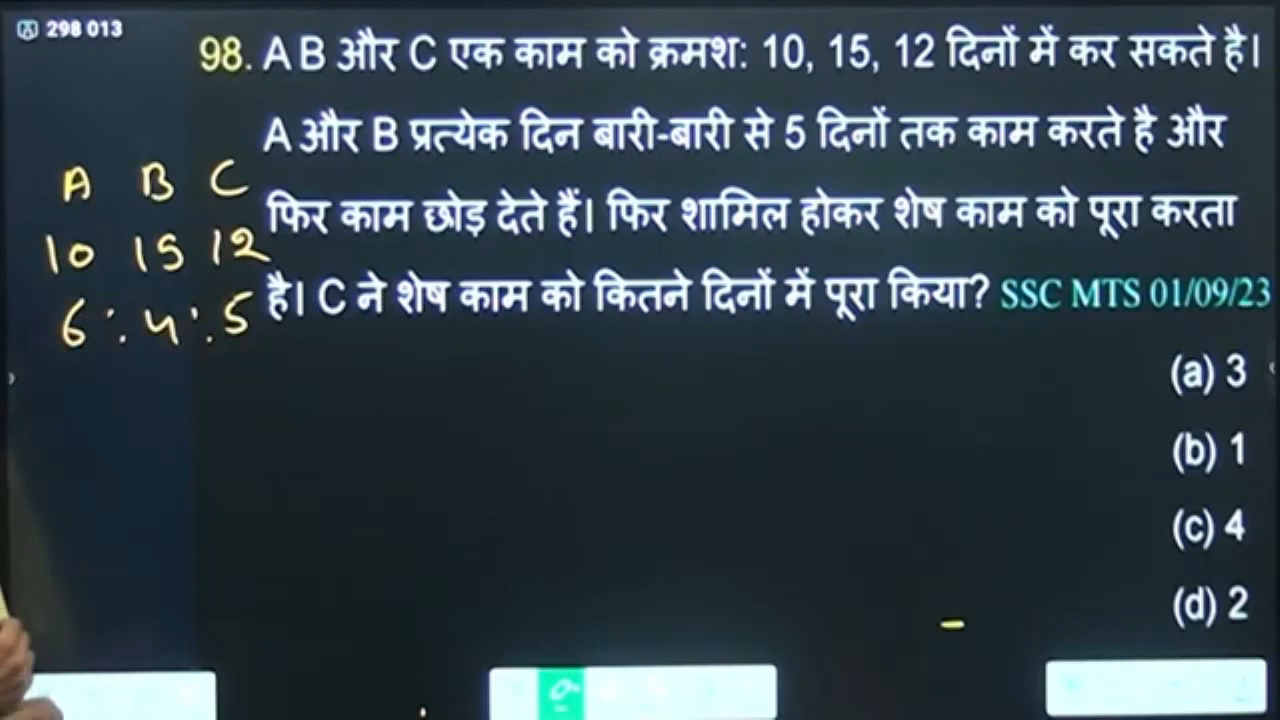 298 013
98. A B और C एक काम को क्रमश: 10, 15, 12 दिनों में कर सकते है।
A और B प्रत्येक दिन बारी-बारी से 5 दिनों तक काम करते है और
फिर काम छोड़ देते हैं। फिर शामिल होकर शेष काम को पूरा करता
है। C ने शेष काम को कितने दिनों में पूरा किया? SSC MTS 01/09/23
A B C
10 15 12
6 : 4 : 5
(a) 3
(b) 1
(c) 4
(d) 2